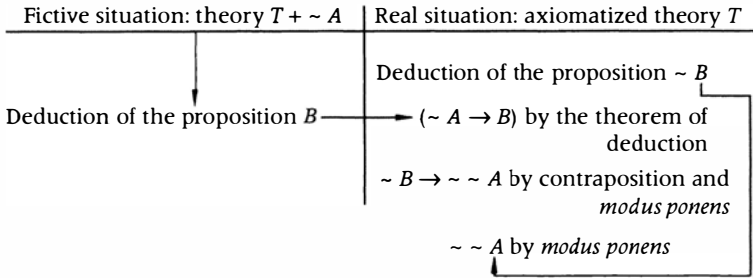 Fictive situation: theory T + ~ A
Real situation: axiomatized theory T
Deduction of the proposition ~ B
Deduction of the proposition B
(~ A → B) by the theorem of
deduction
~ B → ~ ~ A by contraposition and
modus ponens
~ ~ A by modus ponens